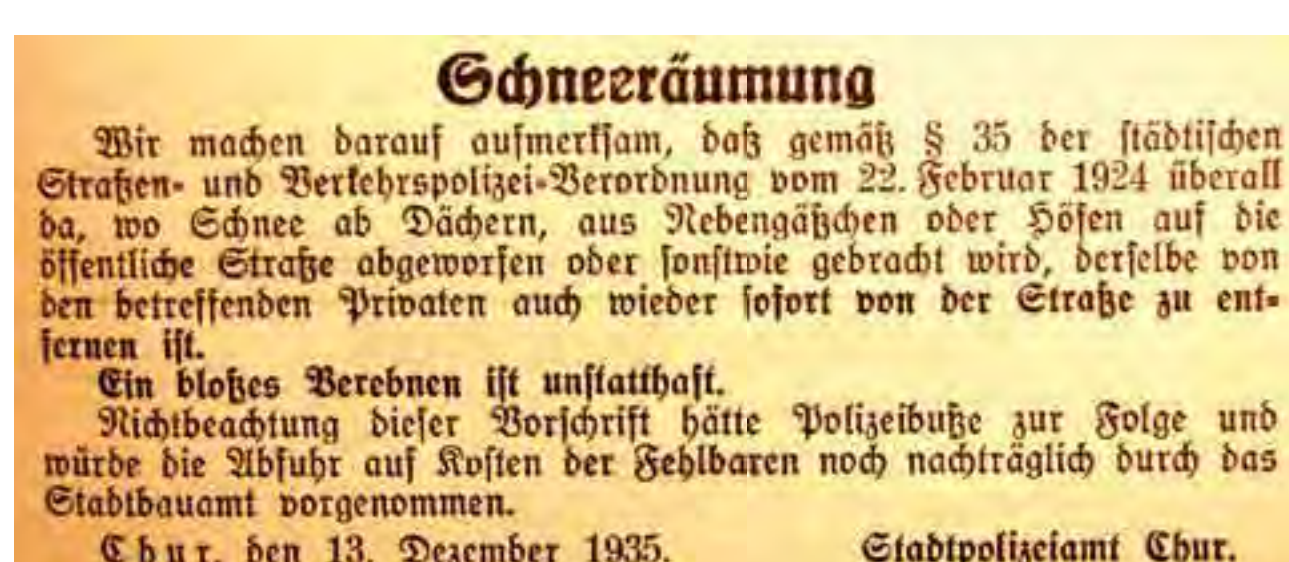 Schneeräumung
Wir machen darauf aufmerksam, daß gemäß § 35 der städtischen
Straßen- und Verkehrspolizei-Verordnung vom 22. Februar 1924 überall
da, wo Schnee ab Dächern, aus Nebengäßchen oder Höfen auf die
öffentliche Straße abgeworfen oder sonstwie gebracht wird, derselbe von
den betreffenden Privaten auch wieder sofort von der Straße zu ent-
fernen ist.
Ein bloßes Verebnen ist unstatthaft.
Nichtbeachtung dieser Vorschrift hätte Polizeibuße zur Folge und
würde die Abfuhr auf Kosten der Fehlbaren noch nachträglich durch das
Stadtbauamt vorgenommen.
Chur, den 13. Dezember 1935. Stadtpolizeiamt Chur.